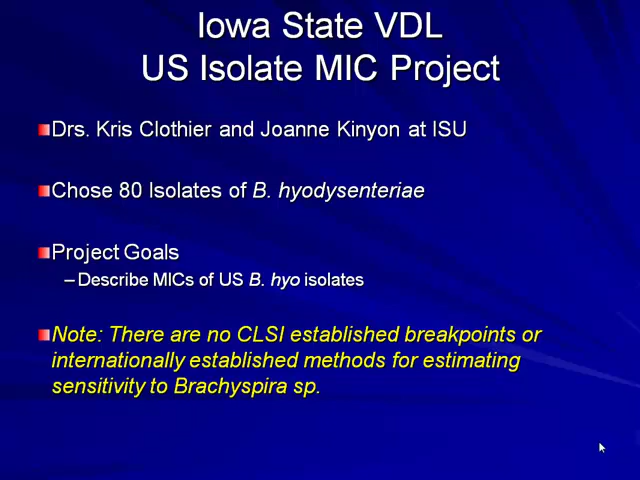 Iowa State VDL
US Isolate MIC Project
Drs. Kris Clothier and Joanne Kinyon at ISU
Chose 80 Isolates of B. hyodysenteriae
Project Goals
– Describe MICs of US B. hyo isolates
Note: There are no CLSI established breakpoints or
internationally established methods for estimating
sensitivity to Brachyspira sp.